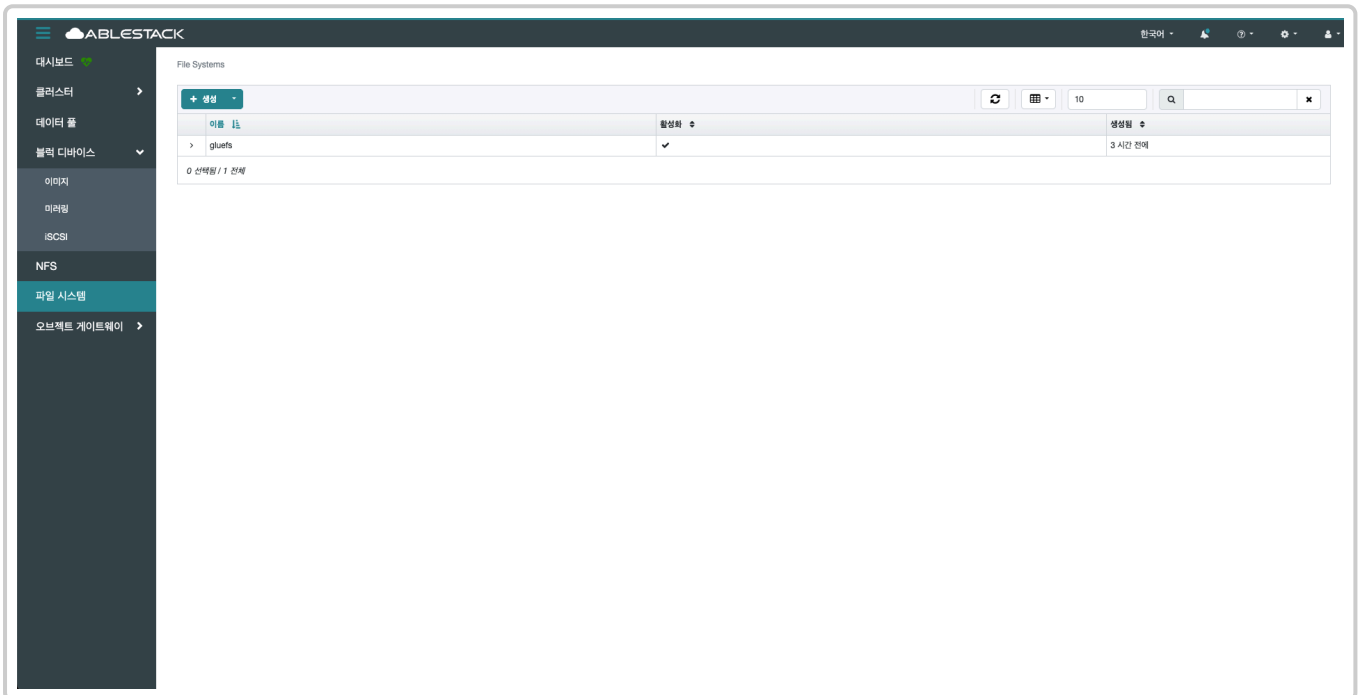 ABLESTACK 한국어
대시보드
클러스터
데이터 풀
블럭 디바이스
이미지
미러링
iSCSI
NFS
파일 시스템
오브젝트 게이트웨이
File Systems
+ 생성 10
이름 활성화 생성됨
gluefs 3 시간 전에
0 선택됨 / 1 전체